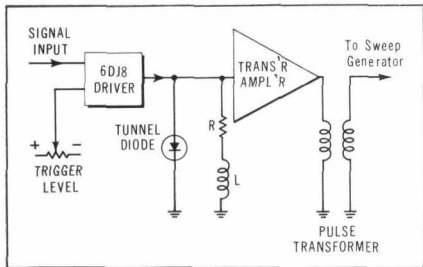 SIGNAL
INPUT
6DJ8
DRIVER
+ -
TRIGGER
LEVEL
TUNNEL
DIODE
R
L
TRANS'R
AMPL'R
To Sweep
Generator
PULSE
TRANSFORMER